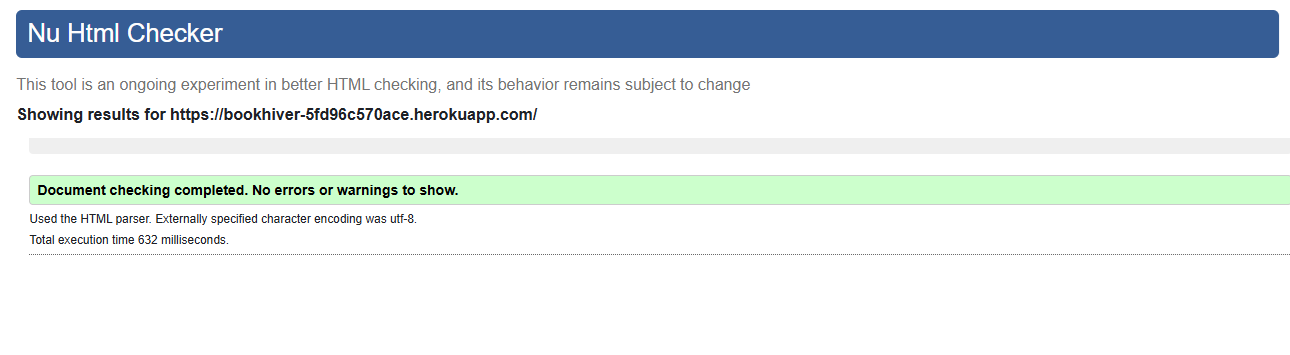 Nu Html Checker
This tool is an ongoing experiment in better HTML checking, and its behavior remains subject to change
Showing results for https://bookhiver-5fd96c570ace.herokuapp.com/
Document checking completed. No errors or warnings to show.
Used the HTML parser. Externally specified character encoding was utf-8.
Total execution time 632 milliseconds.